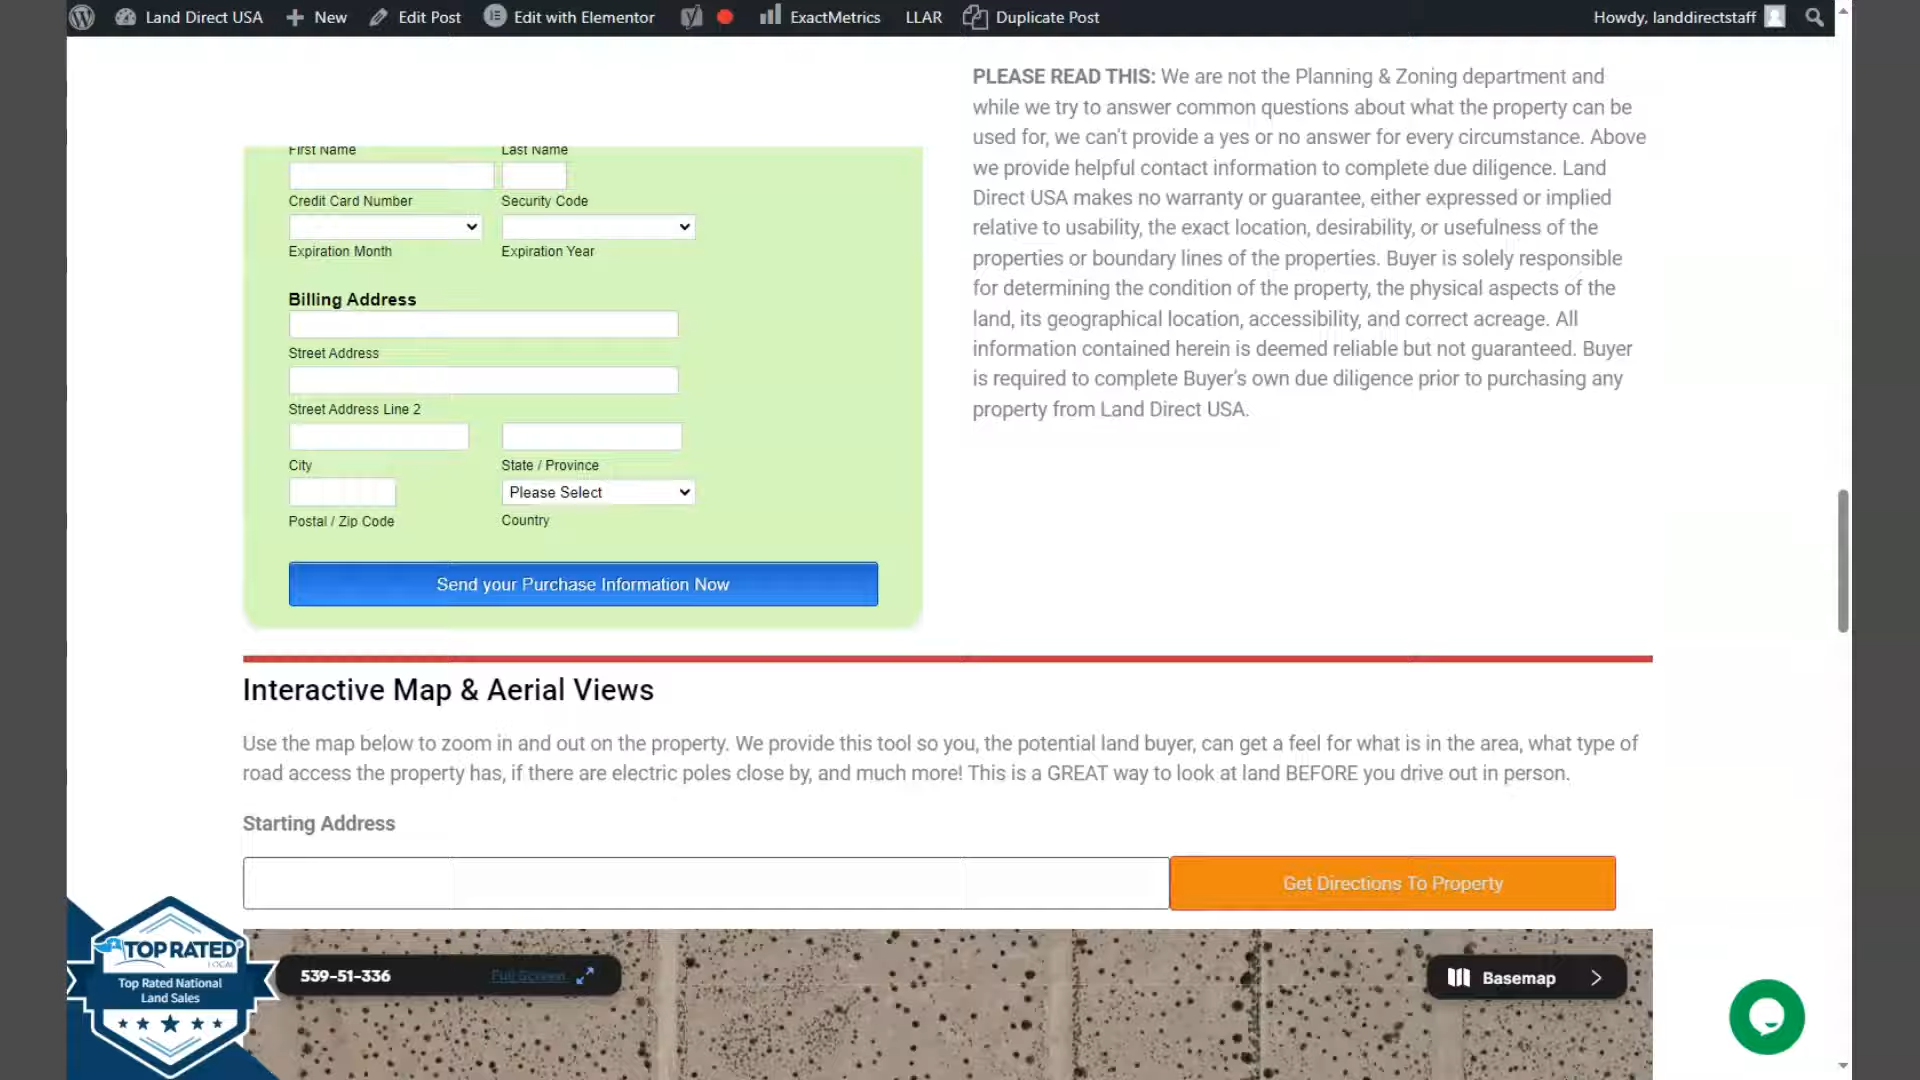 Land Direct USA New Edit Post Edit with Elementor ExactMetrics LLAR Duplicate Post Howdy, landdirectstaff
First Name Last Name
Credit Card Number Security Code
Expiration Month Expiration Year
Billing Address
Street Address
Street Address Line 2
City State / Province
Please Select
Postal / Zip Code Country
Send your Purchase Information Now
PLEASE READ THIS: We are not the Planning & Zoning department and
while we try to answer common questions about what the property can be
used for, we can't provide a yes or no answer for every circumstance. Above
we provide helpful contact information to complete due diligence. Land
Direct USA makes no warranty or guarantee, either expressed or implied
relative to usability, the exact location, desirability, or usefulness of the
properties or boundary lines of the properties. Buyer is solely responsible
for determining the condition of the property, the physical aspects of the
land, its geographical location, accessibility, and correct acreage. All
information contained herein is deemed reliable but not guaranteed. Buyer
is required to complete Buyer's own due diligence prior to purchasing any
property from Land Direct USA.
Interactive Map & Aerial Views
Use the map below to zoom in and out on the property. We provide this tool so you, the potential land buyer, can get a feel for what is in the area, what type of
road access the property has, if there are electric poles close by, and much more! This is a GREAT way to look at land BEFORE you drive out in person.
Starting Address
Get Directions To Property
539-51-336 Full Screen
Basemap
TOP RATED
LOCAL
Top Rated National
Land Sales